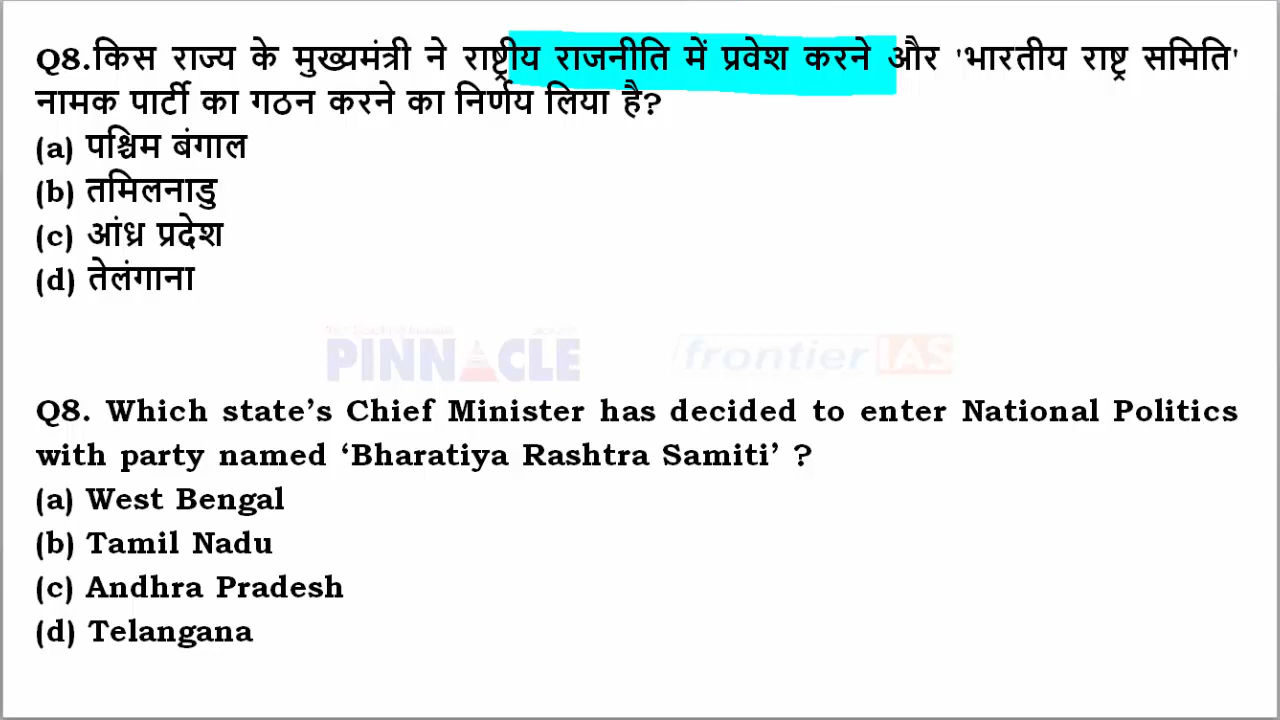 Q8.किस राज्य के मुख्यमंत्री ने राष्ट्रीय राजनीति में प्रवेश करने और 'भारतीय राष्ट्र समिति'
नामक पार्टी का गठन करने का निर्णय लिया है?
(a) पश्चिम बंगाल
(b) तमिलनाडु
(c) आंध्र प्रदेश
(d) तेलंगाना
PINNACLE frontier IAS
Q8. Which state’s Chief Minister has decided to enter National Politics
with party named ‘Bharatiya Rashtra Samiti’ ?
(a) West Bengal
(b) Tamil Nadu
(c) Andhra Pradesh
(d) Telangana